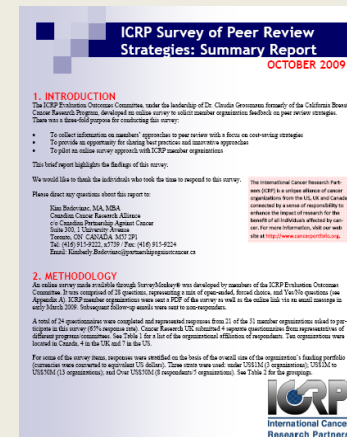 ICRP Survey of Peer Review
Strategies: Summary Report
OCTOBER 2009
1. INTRODUCTION
The ICRP Evaluation Outcomes Committee, under the leadership of Dr. Claudia Grossmann formerly of the California Breast
Cancer Research Program, developed an online survey to solicit member organization feedback on peer review strategies.
There was a three-fold purpose for conducting this survey:
• To collect information on members' approaches to peer review with a focus on cost-saving strategies
• To provide an opportunity for sharing best practices and innovative approaches
• To pilot an online survey approach with ICRP member organizations
This brief report highlights the findings of this survey.
We would like to thank the individuals who took the time to respond to this survey.
Please direct any questions about this report to:
Kim Badovinac, MA, MBA
Canadian Cancer Research Alliance
c/o Canadian Partnership Against Cancer
Suite 300, 1 University Avenue
Toronto, ON CANADA M5J 2P1
Tel: (416) 915-9222, x5739 / Fax: (416) 915-9224
Email: Kimberly.Badovinac@partnershipagainstcancer.ca
The International Cancer Research Part-
ners (ICRP) is a unique alliance of cancer
organizations from the US, UK and Canada
connected by a sense of responsibility to
enhance the impact of research for the
benefit of all individuals affected by can-
cer. For more information, visit our web
site at http://www.cancerportfolio.org.
2. METHODOLOGY
An online survey made available through SurveyMonkey® was developed by members of the ICRP Evaluation Outcomes
Committee. It was comprised of 28 questions, representing a mix of open-ended, forced choice, and Yes/No questions (see
Appendix A). ICRP member organizations were sent a PDF of the survey as well as the online link via an email message in
early March 2009. Subsequent follow-up emails were sent to non-responders.
A total of 24 questionnaires were completed and represented responses from 21 of the 31 member organizations asked to par-
ticipate in this survey (65% response rate). Cancer Research UK submitted 4 separate questionnaires from representatives of
different programs/committees. See Table 1 for a list of the organizational affiliation of respondents. Ten organizations were
located in Canada, 4 in the UK and 7 in the US.
For some of the survey items, responses were stratified on the basis of the overall size of the organization's funding portfolio
(currencies were converted to equivalent US dollars). Three strata were used: under US$1M (3 organizations); US$1M to
US$50M (13 organizations); and Over US$50M (8 respondents/5 organizations). See Table 2 for the groupings.
ICRP
International Cancer
Research Partners